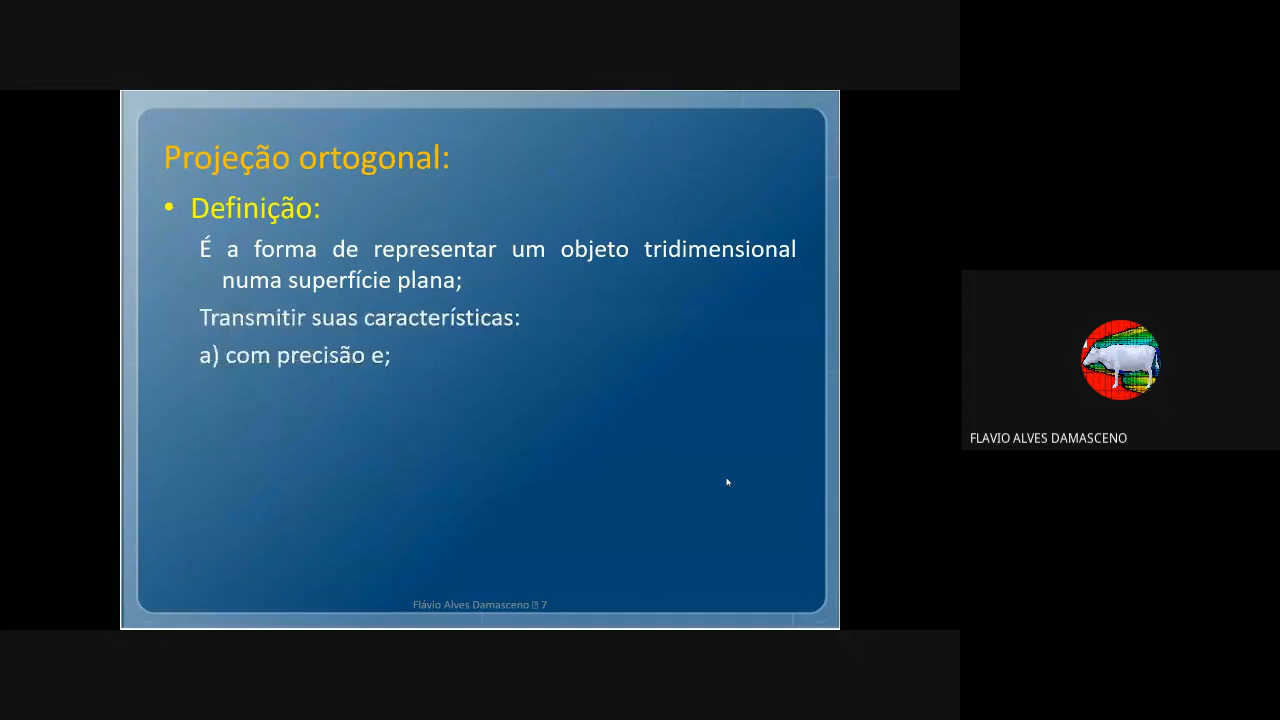 Projeção ortogonal:
• Definição:
É a forma de representar um objeto tridimensional
numa superfície plana;
Transmitir suas características:
a) com precisão e;
Flávio Alves Damasceno 7
FLAVIO ALVES DAMASCENO